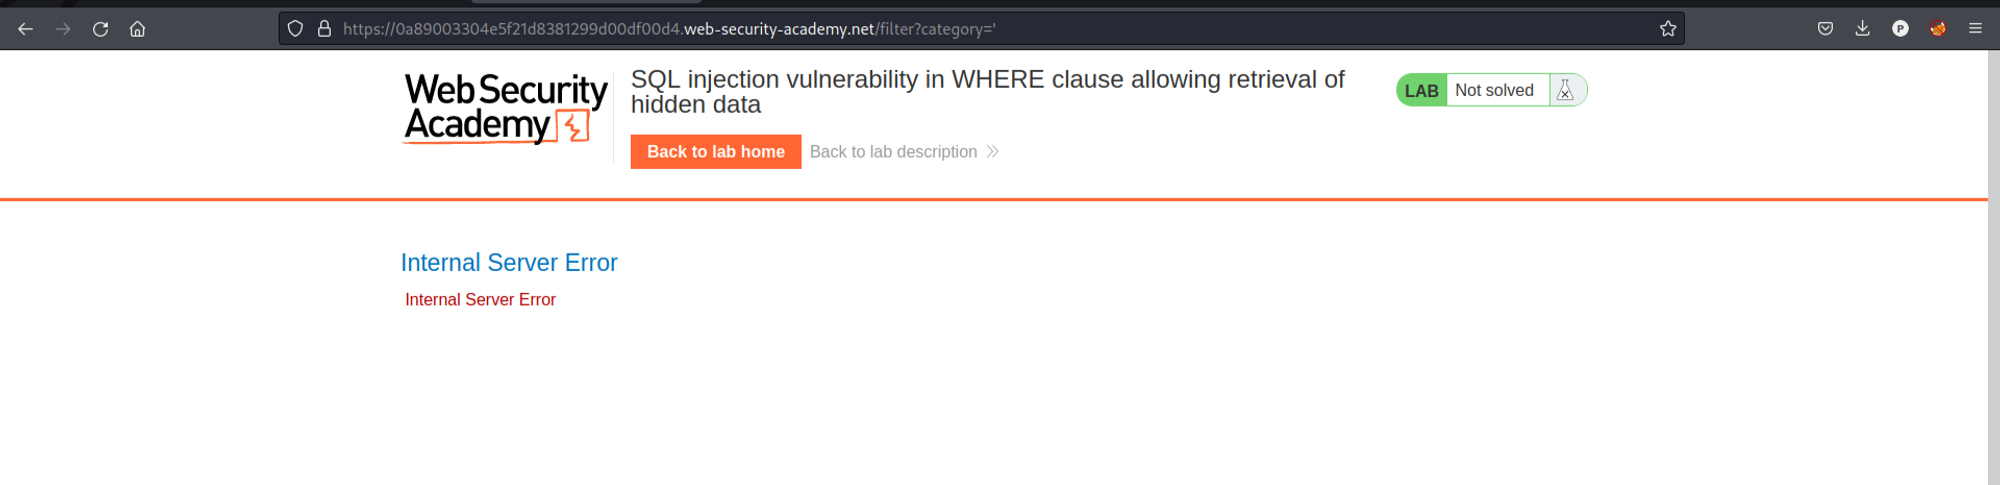 https://0a89003304e5f21d8381299d00df00d4.web-security-academy.net/filter?category='
P
Web Security
Academy
SQL injection vulnerability in WHERE clause allowing retrieval of
hidden data
LAB Not solved
Back to lab home Back to lab description
Internal Server Error
Internal Server Error